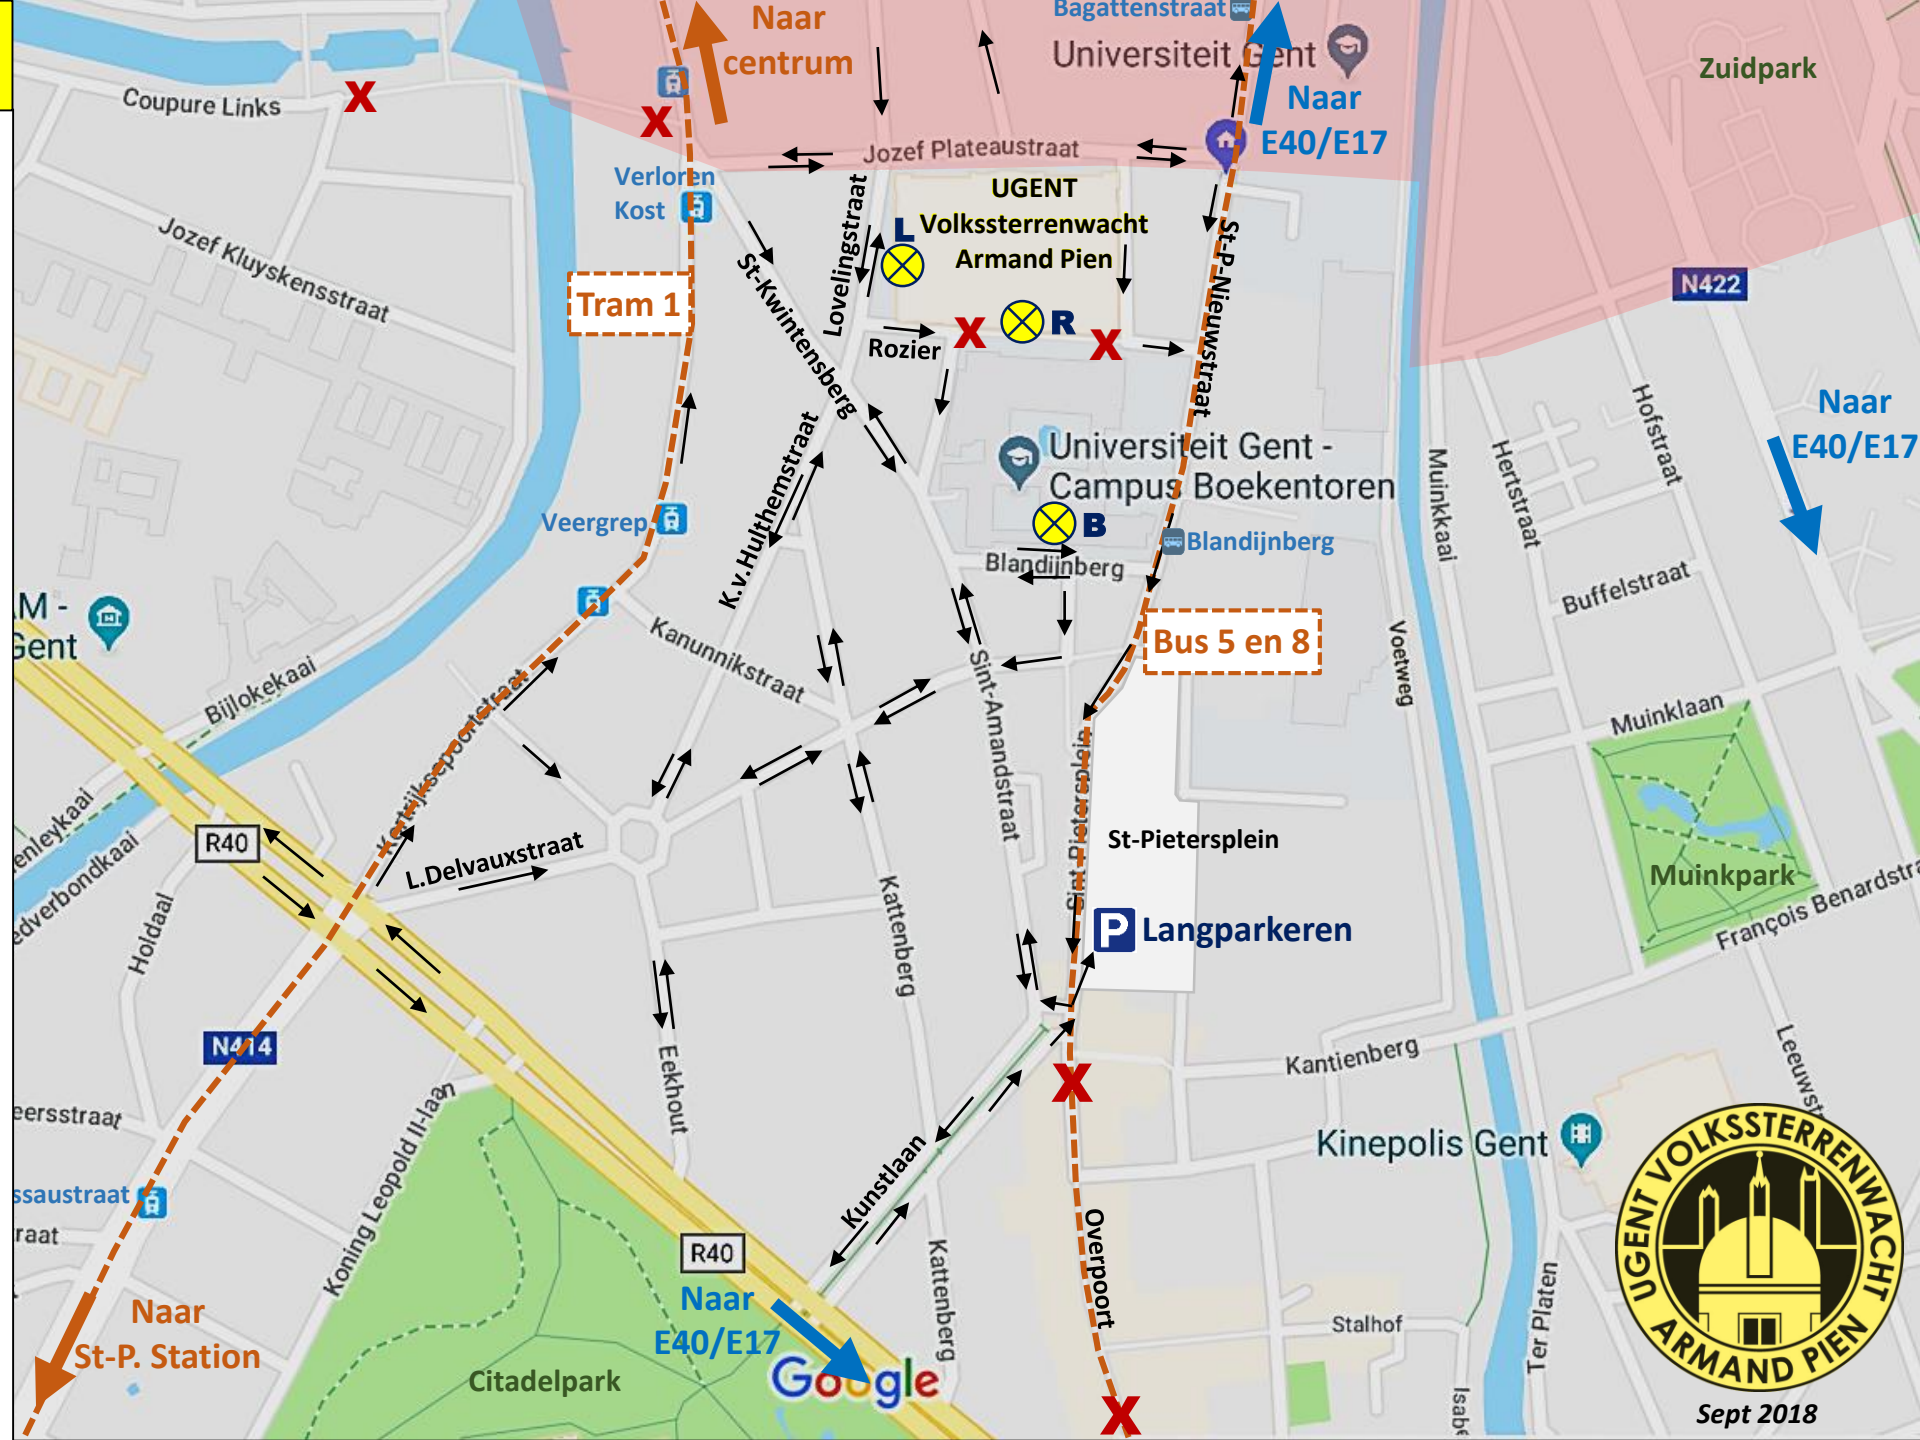 Naar
centrum
Bagattenstraat
Universiteit Gent
Naar
E40/E17
Zuidpark
Coupure Links
X
X
Jozef Plateaustraat
Verloren
Kost
UGENT
Volkssterrenwacht
Armand Pien
L
Lovelingstraat
St-P-Nieuwstraat
Jozef Kluyskensstraat
St-Kwintensberg
Tram 1
N422
Rozier
X
R
X
Naar
E40/E17
Hofstraat
Hertstraat
Muinkkaai
K.v.Hulthemstraat
Universiteit Gent -
Campus Boekentoren
Veergrep
B
Blandijnberg
Blandijnberg
Buffelstraat
Gent
Kanunnikstraat
Bus 5 en 8
Voetweg
Bijlokekaai
Sint-Amandstraat
Muinklaan
Kortrijksepoortstraat
Sint-Pietersplein
R40
L.Delvauxstraat
St-Pietersplein
Muinkpark
François Benardstra
Holdaal
Kattenberg
P Langparkeren
N414
Eekhout
Kantienberg
X
Koning Leopold II-laan
Kunstlaan
Kinepolis Gent
Overpoort
R40
Naar
E40/E17
Kattenberg
Naar
St-P. Station
Citadelpark
Google
Stalhof
Ter Platen
X
UGENT VOLKSSTERRENWACHT
ARMAND PIEN
Sept 2018